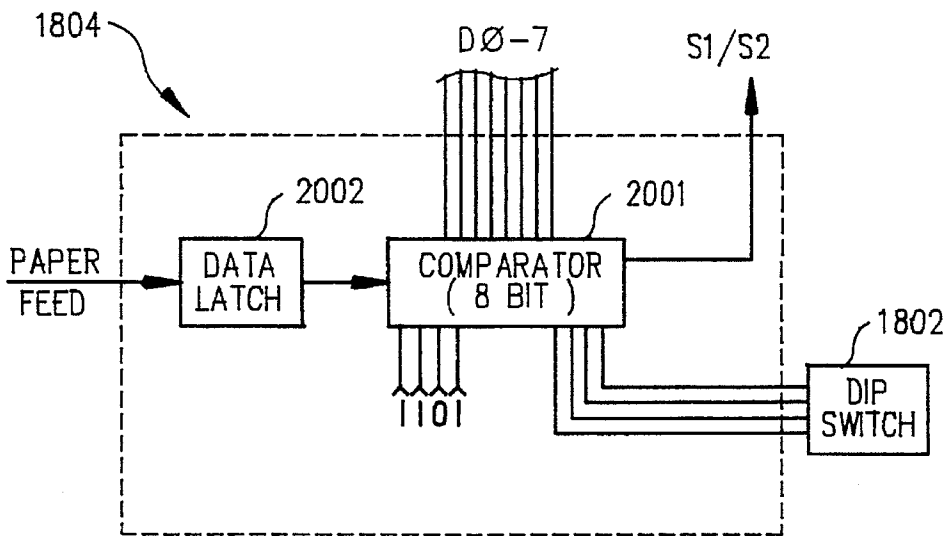 1804
DØ-7
S1/S2
2002
2001
PAPER
FEED
DATA
LATCH
COMPARATOR
( 8 BIT )
1802
1101
DIP
SWITCH